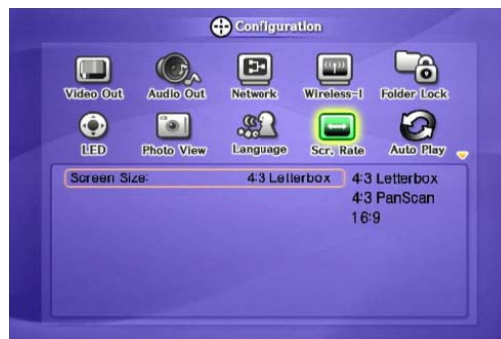 Configuration
Video Out Audio Out Network Wireless-I Folder Lock
LED Photo View Language Scr. Rate Auto Play
Screen Size: 4:3 Letterbox 4:3 Letterbox
4:3 PanScan
16:9